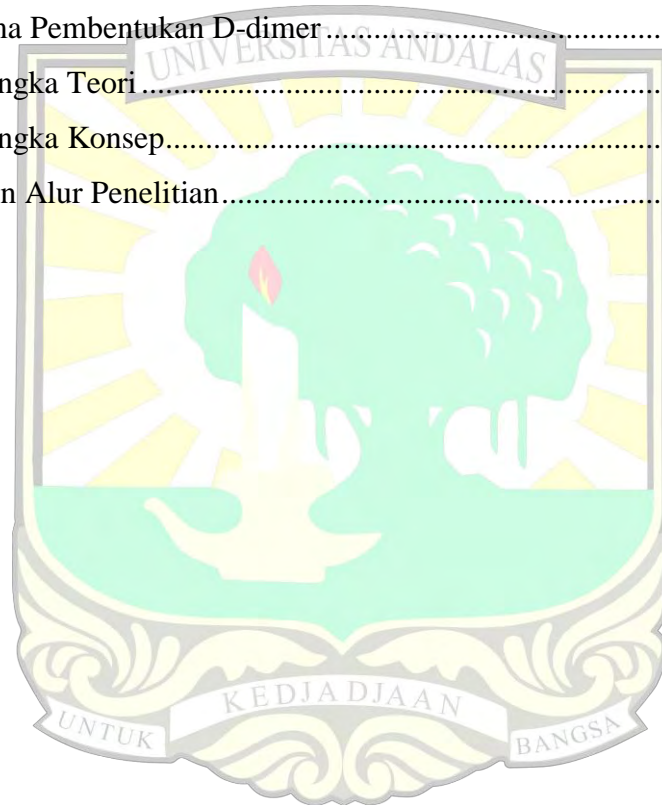 na Pembentukan D-dimer ....................................
UNIVERSITAS ANDALAS
ngka Teori ............................................................
ngka Konsep.........................................................
n Alur Penelitian..................................................
KEDJADJAAN
UNTUK BANGSA